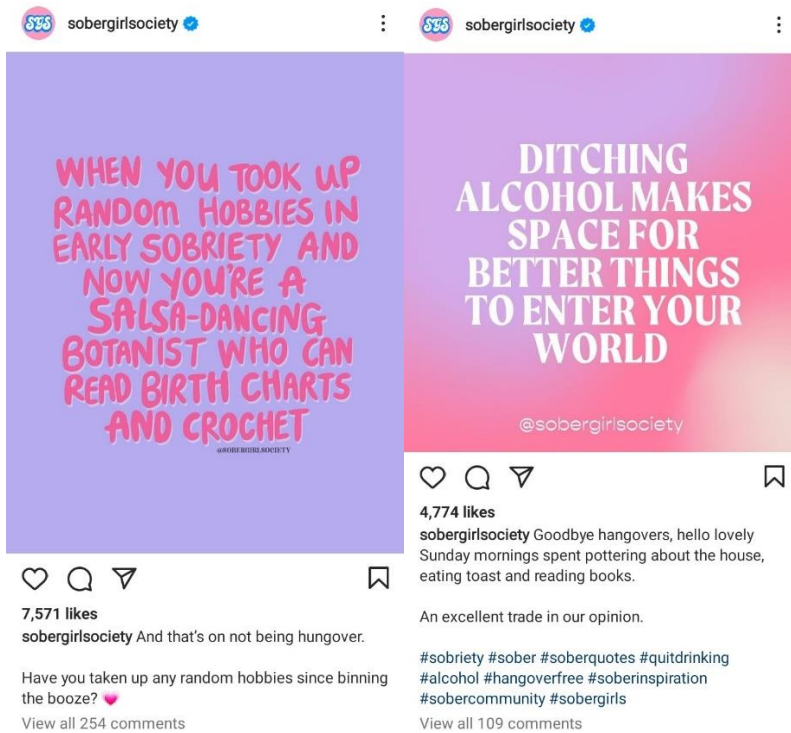 SGS
sobergirlsociety
WHEN YOU TOOK UP
RANDOM HOBBIES IN
EARLY SOBRIETY AND
NOW YOU'RE A
SALSA-DANCING
BOTANIST WHO CAN
READ BIRTH CHARTS
AND CROCHET
@SOBERGIRLSOCIETY
7,571 likes
sobergirlsociety And that's on not being hungover.
Have you taken up any random hobbies since binning
the booze? 💗
View all 254 comments
SGS
sobergirlsociety
DITCHING
ALCOHOL MAKES
SPACE FOR
BETTER THINGS
TO ENTER YOUR
WORLD
@sobergirlsociety
4,774 likes
sobergirlsociety Goodbye hangovers, hello lovely
Sunday mornings spent pottering about the house,
eating toast and reading books.
An excellent trade in our opinion.
#sobriety #sober #soberquotes #quitdrinking
#alcohol #hangoverfree #soberinspiration
#sobercommunity #sobergirls
View all 109 comments